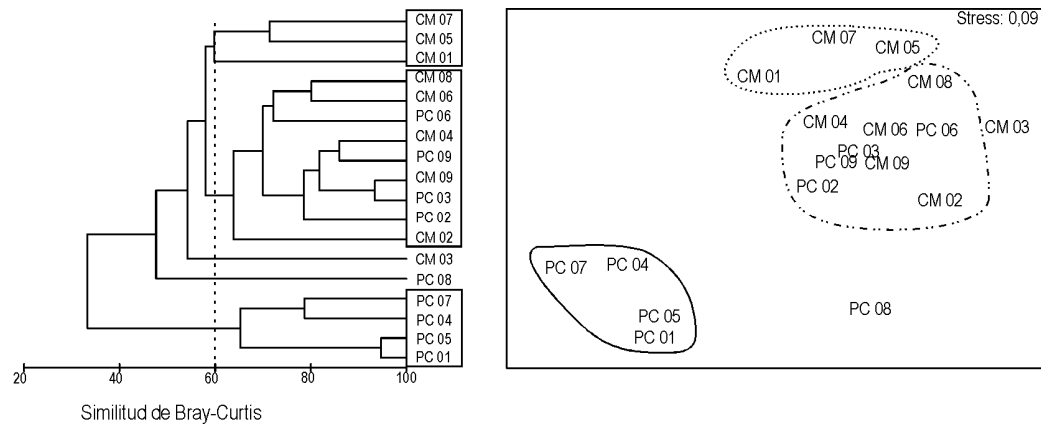 CM 07
CM 05
CM 01
CM 08
CM 06
PC 06
CM 04
PC 09
CM 09
PC 03
PC 02
CM 02
CM 03
PC 08
PC 07
PC 04
PC 05
PC 01
20 40 60 80 100
Similitud de Bray-Curtis
Stress: 0,09
CM 07
CM 05
CM 01
CM 08
CM 04
CM 06 PC 06 CM 03
PC 03
PC 09 CM 09
PC 02
CM 02
PC 07 PC 04
PC 08
PC 05
PC 01